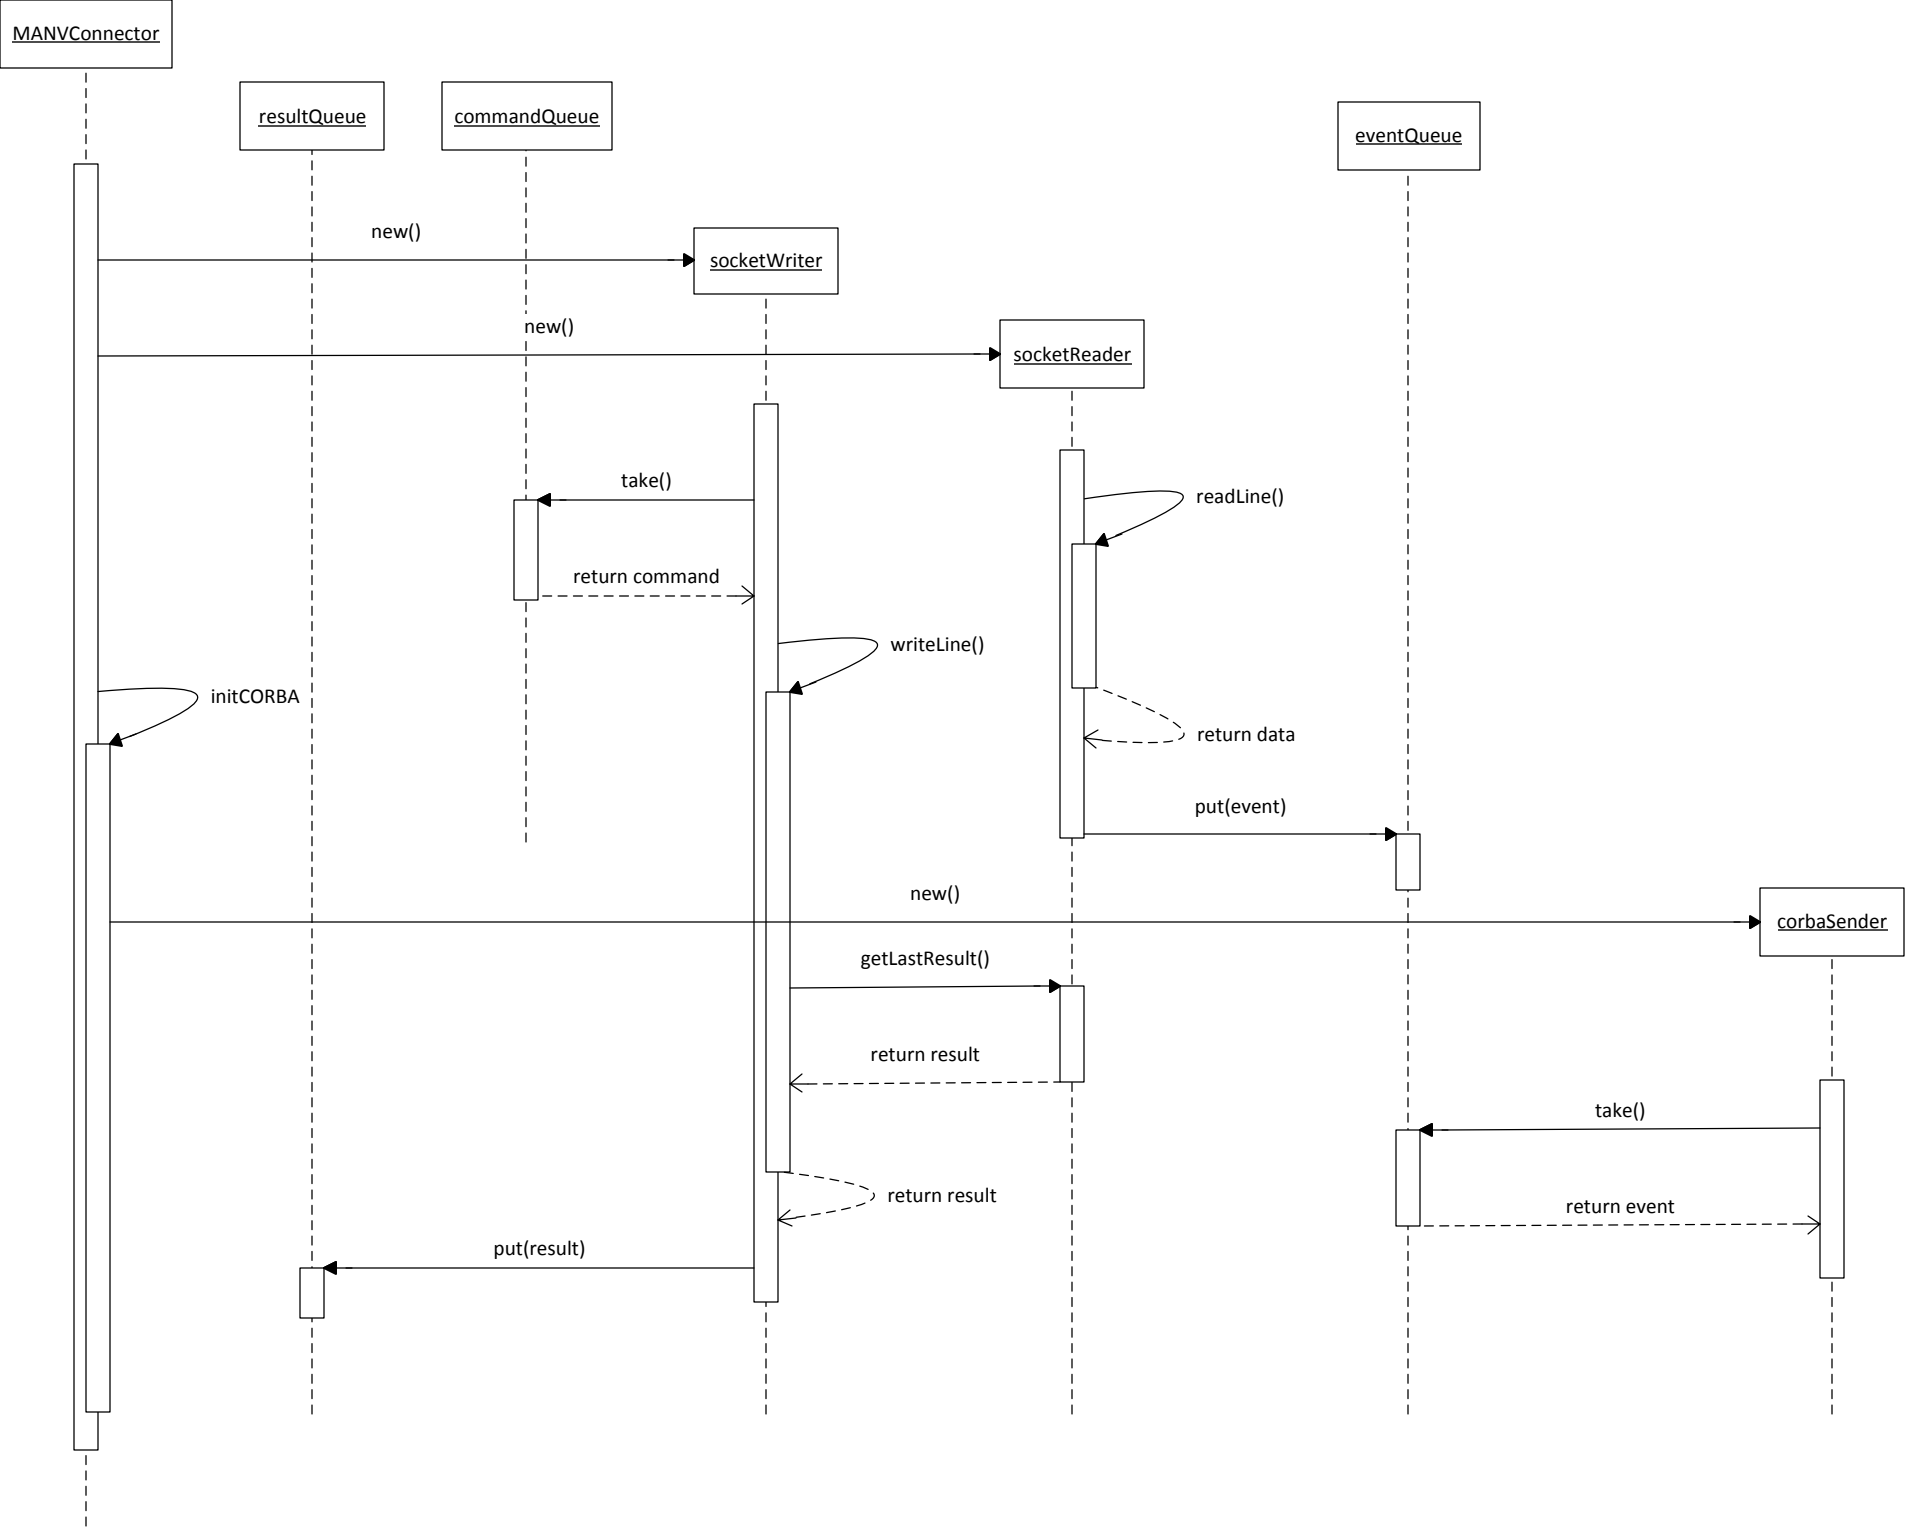 MANVConnector
resultQueue
commandQueue
eventQueue
new()
socketWriter
new()
socketReader
take()
readLine()
return command
writeLine()
initCORBA
return data
put(event)
new()
corbaSender
getLastResult()
return result
take()
return result
return event
put(result)